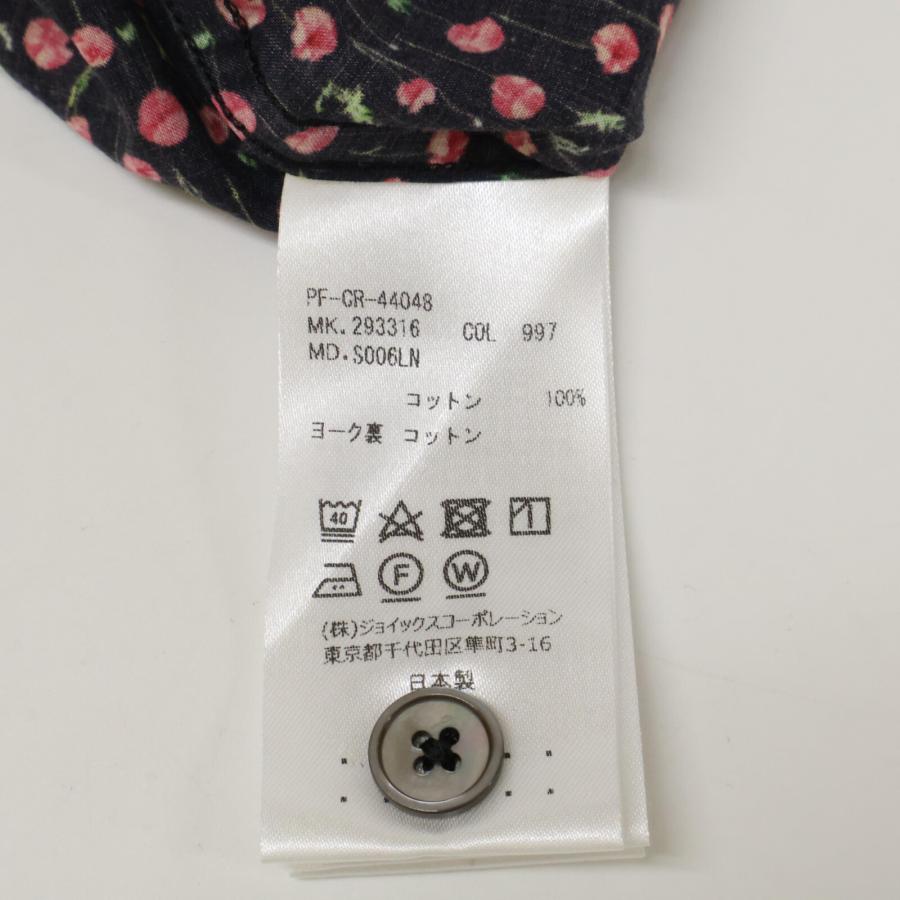 PF-CR-44048
MK.293316 COL 997
MD.S006LN
コットン 100%
ヨーク裏 コットン
40
F W
(株)ジョイックスコーポレーション
東京都千代田区隼町3-16
日本製